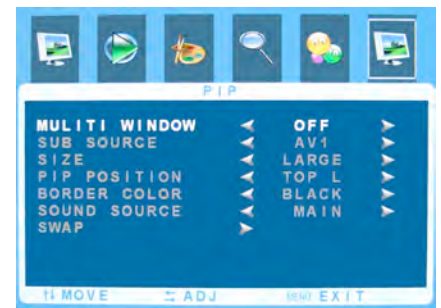 PIP
MULITI WINDOW OFF
SUB SOURCE AV1
SIZE LARGE
PIP POSITION TOP L
BORDER COLOR BLACK
SOUND SOURCE MAIN
SWAP
MOVE ADJ MENU EXIT